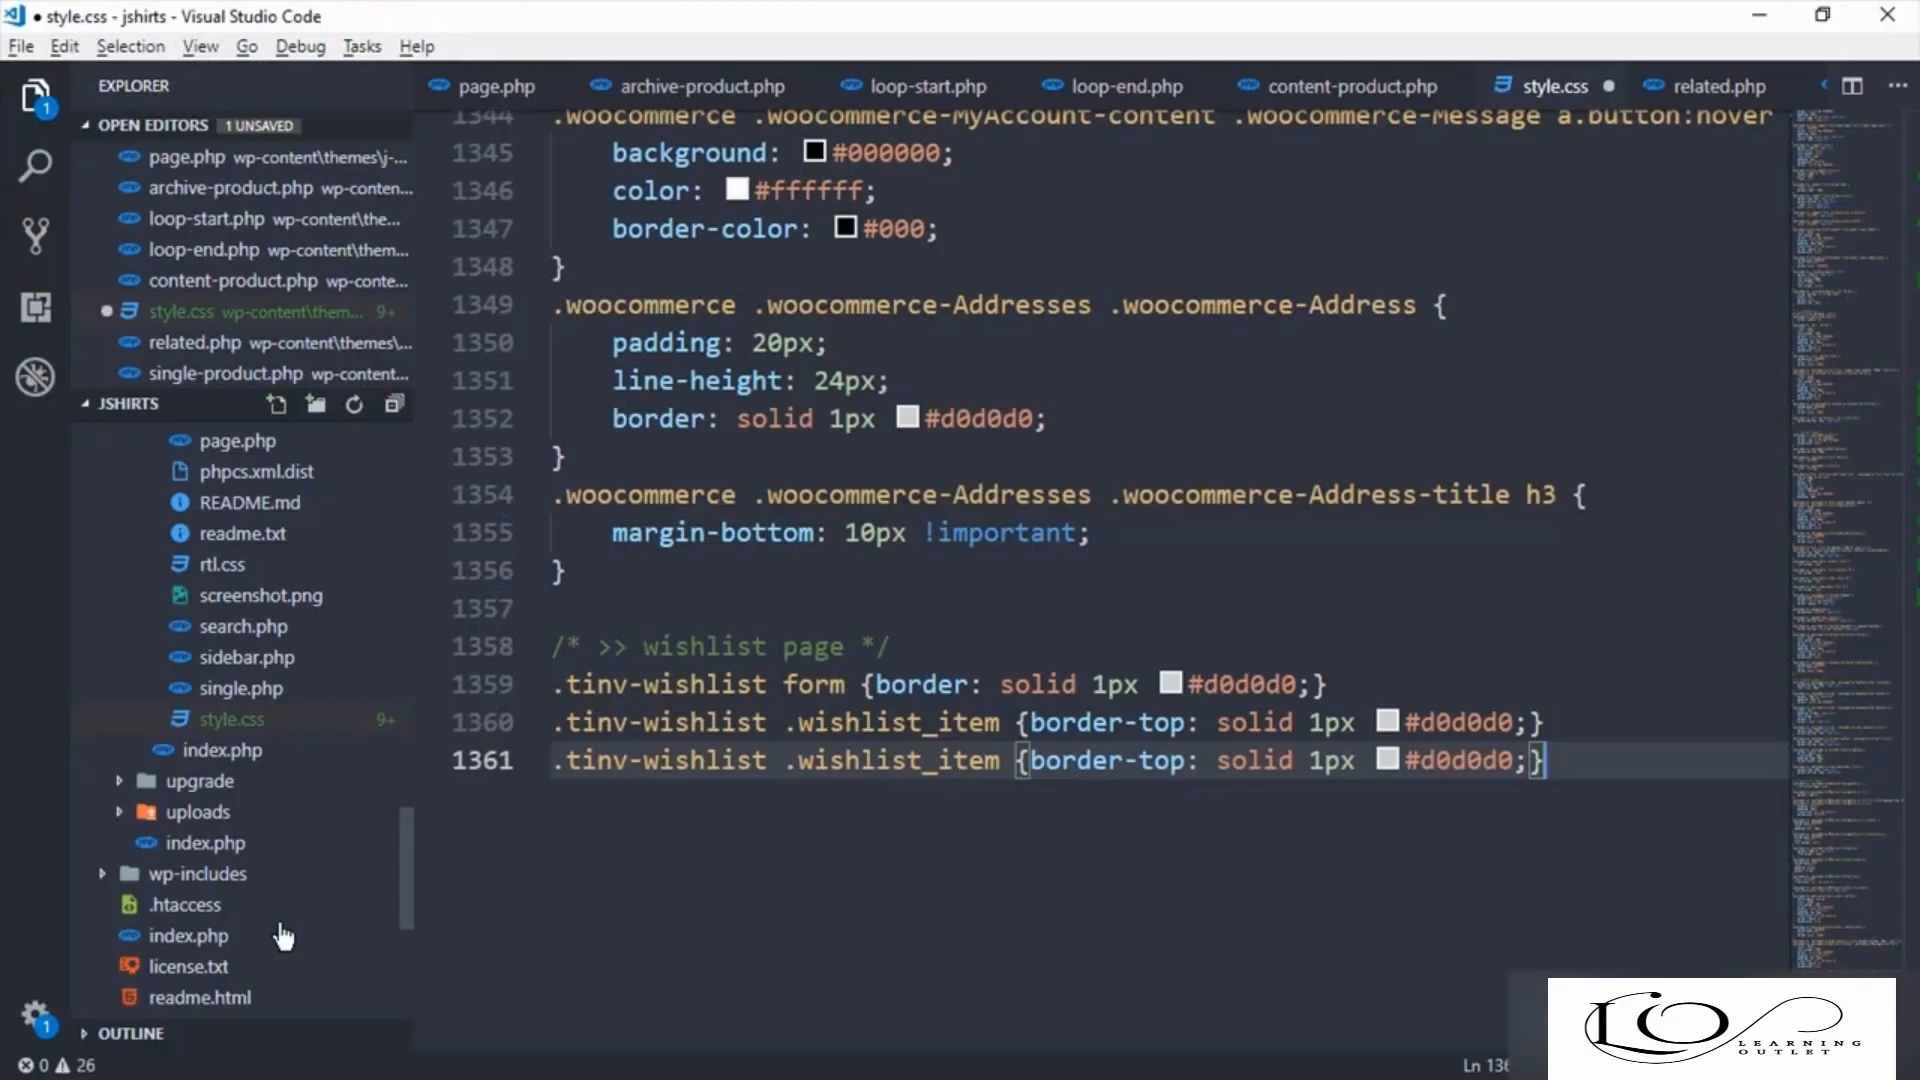 style.css - jshirts - Visual Studio Code
File Edit Selection View Go Debug Tasks Help
EXPLORER
OPEN EDITORS 1 UNSAVED
page.php wp-content\themes\j-...
archive-product.php wp-conten...
loop-start.php wp-content\the...
loop-end.php wp-content\them...
content-product.php wp-conte...
style.css wp-content\them... 9+
related.php wp-content\themes\...
single-product.php wp-content...
JSHIRTS
page.php
phpcs.xml.dist
README.md
readme.txt
rtl.css
screenshot.png
search.php
sidebar.php
single.php
style.css 9+
index.php
upgrade
uploads
index.php
wp-includes
.htaccess
index.php
license.txt
readme.html
OUTLINE
page.php archive-product.php loop-start.php loop-end.php content-product.php style.css related.php
1344 .woocommerce .woocommerce-MyAccount-content .woocommerce-Message a.button:hover
1345 background: #000000;
1346 color: #ffffff;
1347 border-color: #000;
1348 }
1349 .woocommerce .woocommerce-Addresses .woocommerce-Address {
1350 padding: 20px;
1351 line-height: 24px;
1352 border: solid 1px #d0d0d0;
1353 }
1354 .woocommerce .woocommerce-Addresses .woocommerce-Address-title h3 {
1355 margin-bottom: 10px !important;
1356 }
1357
1358 /* >> wishlist page */
1359 .tinv-wishlist form {border: solid 1px #d0d0d0;}
1360 .tinv-wishlist .wishlist_item {border-top: solid 1px #d0d0d0;}
1361 .tinv-wishlist .wishlist_item {border-top: solid 1px #d0d0d0;}
1
1
0 26
Ln 136
LO
LEARNING
OUTLET